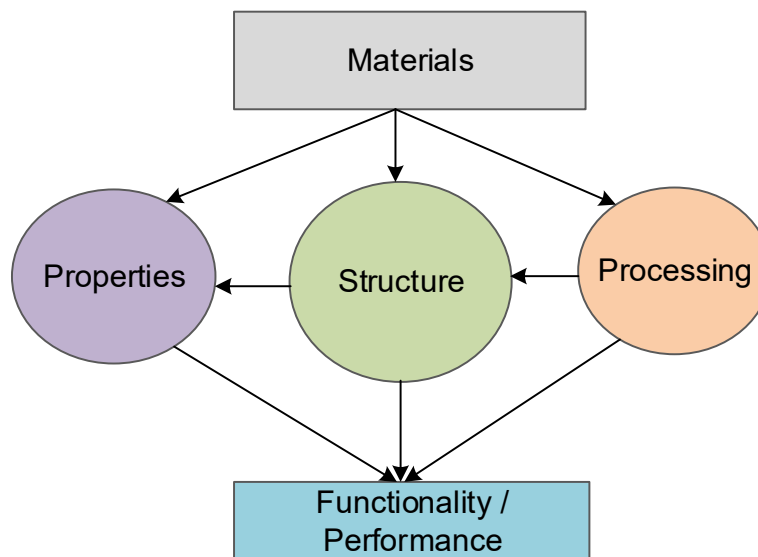 Materials
Properties
Structure
Processing
Functionality /
Performance